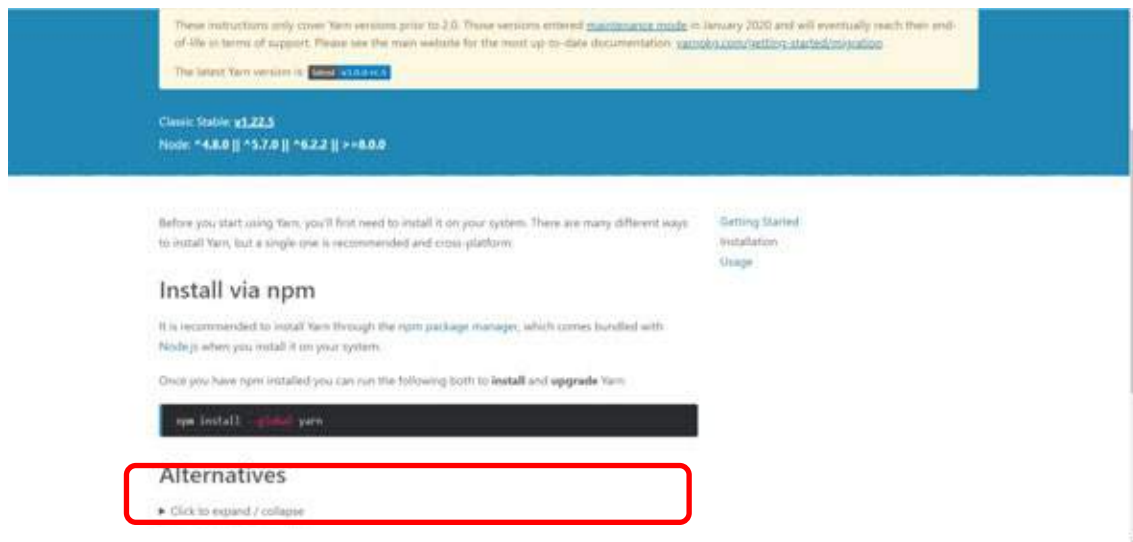 These instructions only cover Yarn versions prior to 2.0. Those versions entered maintenance mode in January 2020 and will eventually reach their end-
of-life in terms of support. Please see the main website for the most up-to-date documentation: yarnpkg.com/getting-started/migration
The latest Yarn version is: latest
Classic Stable: v1.22.5
Node: ^4.8.0 || ^5.7.0 || ^6.2.2 || >=8.0.0
Before you start using Yarn, you'll first need to install it on your system. There are many different ways
to install Yarn, but a single one is recommended and cross-platform:
Getting Started
Installation
Usage
Install via npm
It is recommended to install Yarn through the npm package manager, which comes bundled with
Node.js when you install it on your system.
Once you have npm installed you can run the following both to install and upgrade Yarn:
npm install --global yarn
Alternatives
▶ Click to expand / collapse